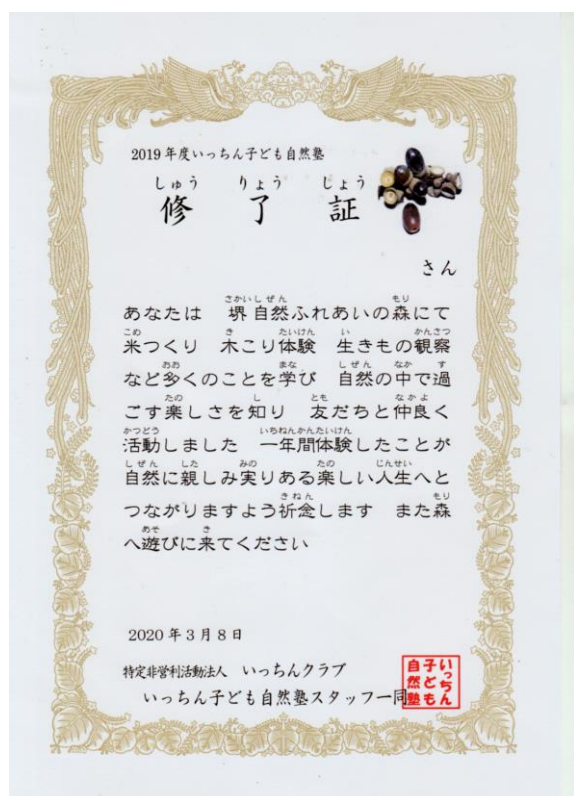 2019年度いっちん子ども自然塾
しゅう りょう じょう
修了証
さん
さかいしぜん もり
あなたは 堺自然ふれあいの森にて
こめ き たいけん い かんさつ
米つくり 木こり体験 生きもの観察
おお まな しぜん なか す
など多くのことを学び 自然の中で過
たの し とも なかよ
ごす楽しさを知り 友だちと仲良く
かつどう いちねんかんたいけん
活動しました 一年間体験したことが
しぜん した みの たの じんせい
自然に親しみ実りある楽しい人生へと
きねん もり
つながりますよう祈念します また森
あそ き
へ遊びに来てください
2020年3月8日
特定非営利活動法人 いっちんクラブ
いっちん子ども自然塾スタッフ一同
いっちん
子ども
自然塾